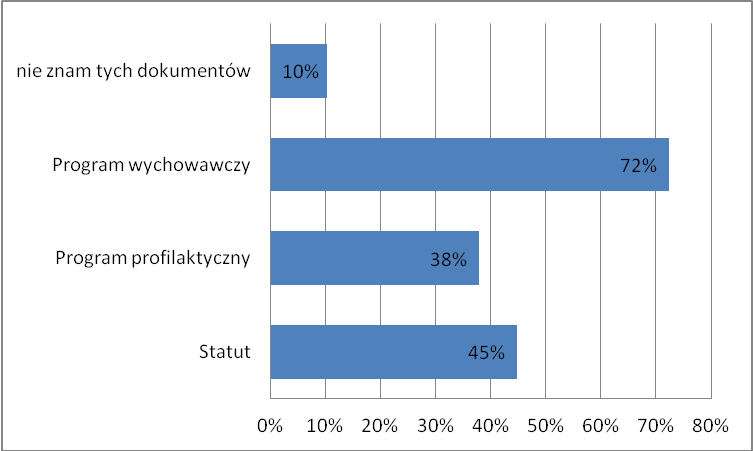 nie znam tych dokumentów
10%
Program wychowawczy
72%
Program profilaktyczny
38%
Statut
45%
0% 10% 20% 30% 40% 50% 60% 70% 80%